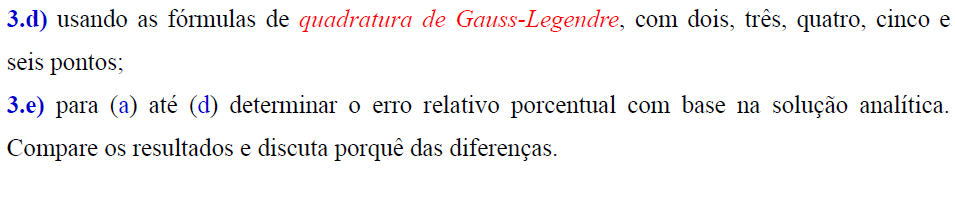 3.d) usando as fórmulas de quadratura de Gauss-Legendre, com dois, três, quatro, cinco e
seis pontos;
3.e) para (a) até (d) determinar o erro relativo porcentual com base na solução analítica.
Compare os resultados e discuta porquê das diferenças.